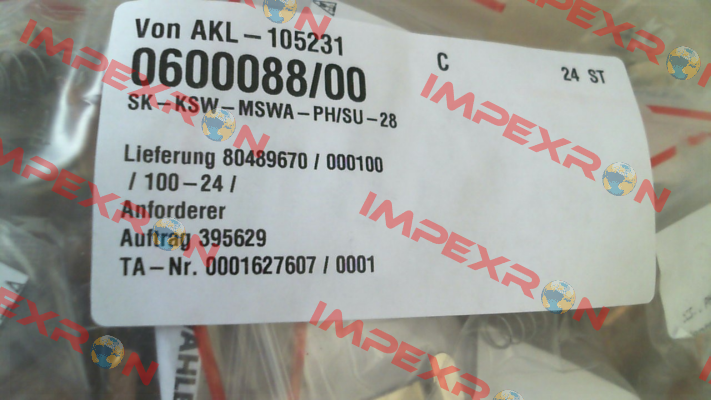 Von AKL-105231
C
24 ST
0600088/00
SK-KSW-MSWA-PH/SU-28
Lieferung 80489670 / 000100
/ 100-24 /
Anforderer
Auftrag 395629
TA-Nr. 0001627607 / 0001
IMPEXRON
IMPEXRON
IMPEXRON
IMPEXRON
IMPEXRON
IMPEXRON